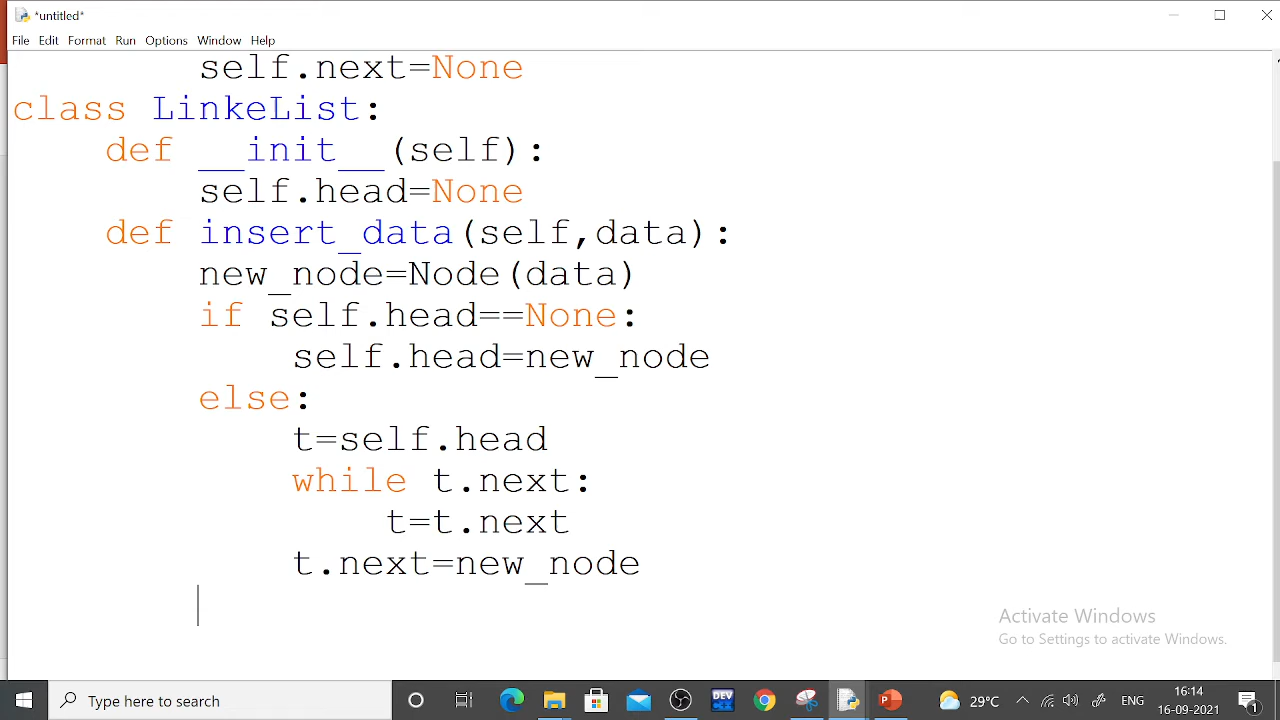 *untitled*
File Edit Format Run Options Window Help
self.next=None
class LinkeList:
def __init__(self):
self.head=None
def insert_data(self,data):
new_node=Node(data)
if self.head==None:
self.head=new_node
else:
t=self.head
while t.next:
t=t.next
t.next=new_node
Activate Windows
Go to Settings to activate Windows.
Type here to search
DEV C++
29°C
ENG
16:14
16-09-2021
1